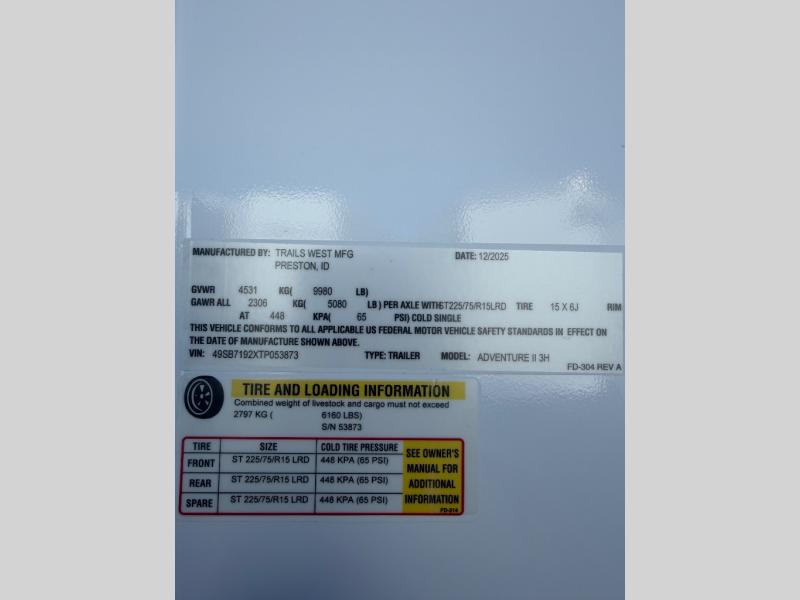 MANUFACTURED BY: TRAILS WEST MFG DATE: 12/2025
PRESTON, ID
GVWR 4531 KG( 9980 LB)
GAWR ALL 2306 KG( 5080 LB ) PER AXLE WITH ST225/75/R15LRD TIRE 15 X 6J RIM
AT 448 KPA( 65 PSI) COLD SINGLE
THIS VEHICLE CONFORMS TO ALL APPLICABLE US FEDERAL MOTOR VEHICLE SAFETY STANDARDS IN EFFECT ON
THE DATE OF MANUFACTURE SHOWN ABOVE.
VIN: 49SB7192XTP053873 TYPE: TRAILER MODEL: ADVENTURE II 3H
FD-304 REV A
TIRE AND LOADING INFORMATION
Combined weight of livestock and cargo must not exceed
2797 KG ( 6160 LBS)
S/N 53873
TIRE SIZE COLD TIRE PRESSURE
FRONT ST 225/75/R15 LRD 448 KPA (65 PSI)
REAR ST 225/75/R15 LRD 448 KPA (65 PSI)
SPARE ST 225/75/R15 LRD 448 KPA (65 PSI)
SEE OWNER'S
MANUAL FOR
ADDITIONAL
INFORMATION
FD-314